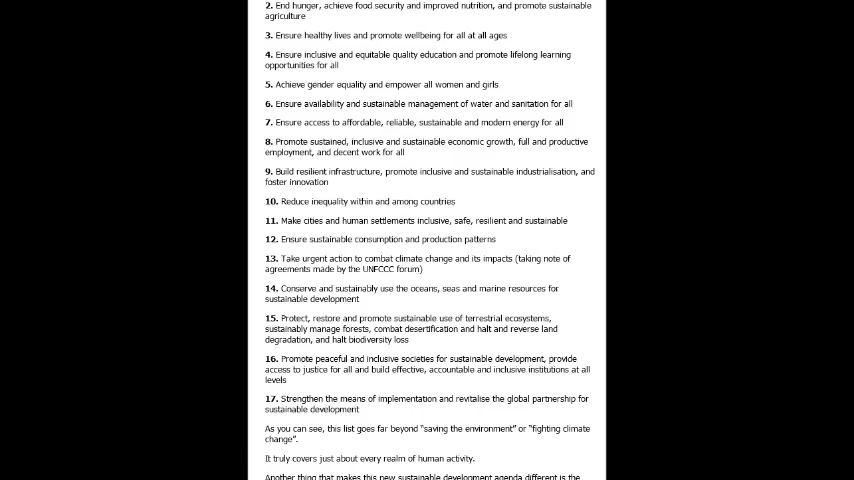 2. End hunger, achieve food security and improved nutrition, and promote sustainable
agriculture
3. Ensure healthy lives and promote wellbeing for all at all ages
4. Ensure inclusive and equitable quality education and promote lifelong learning
opportunities for all
5. Achieve gender equality and empower all women and girls
6. Ensure availability and sustainable management of water and sanitation for all
7. Ensure access to affordable, reliable, sustainable and modern energy for all
8. Promote sustained, inclusive and sustainable economic growth, full and productive
employment, and decent work for all
9. Build resilient infrastructure, promote inclusive and sustainable industrialisation, and
foster innovation
10. Reduce inequality within and among countries
11. Make cities and human settlements inclusive, safe, resilient and sustainable
12. Ensure sustainable consumption and production patterns
13. Take urgent action to combat climate change and its impacts (taking note of
agreements made by the UNFCCC forum)
14. Conserve and sustainably use the oceans, seas and marine resources for
sustainable development
15. Protect, restore and promote sustainable use of terrestrial ecosystems,
sustainably manage forests, combat desertification and halt and reverse land
degradation, and halt biodiversity loss
16. Promote peaceful and inclusive societies for sustainable development, provide
access to justice for all and build effective, accountable and inclusive institutions at all
levels
17. Strengthen the means of implementation and revitalise the global partnership for
sustainable development
As you can see, this list goes far beyond “saving the environment” or “fighting climate
change”.
It truly covers just about every realm of human activity.
Another thing that makes this new sustainable development agenda different is the